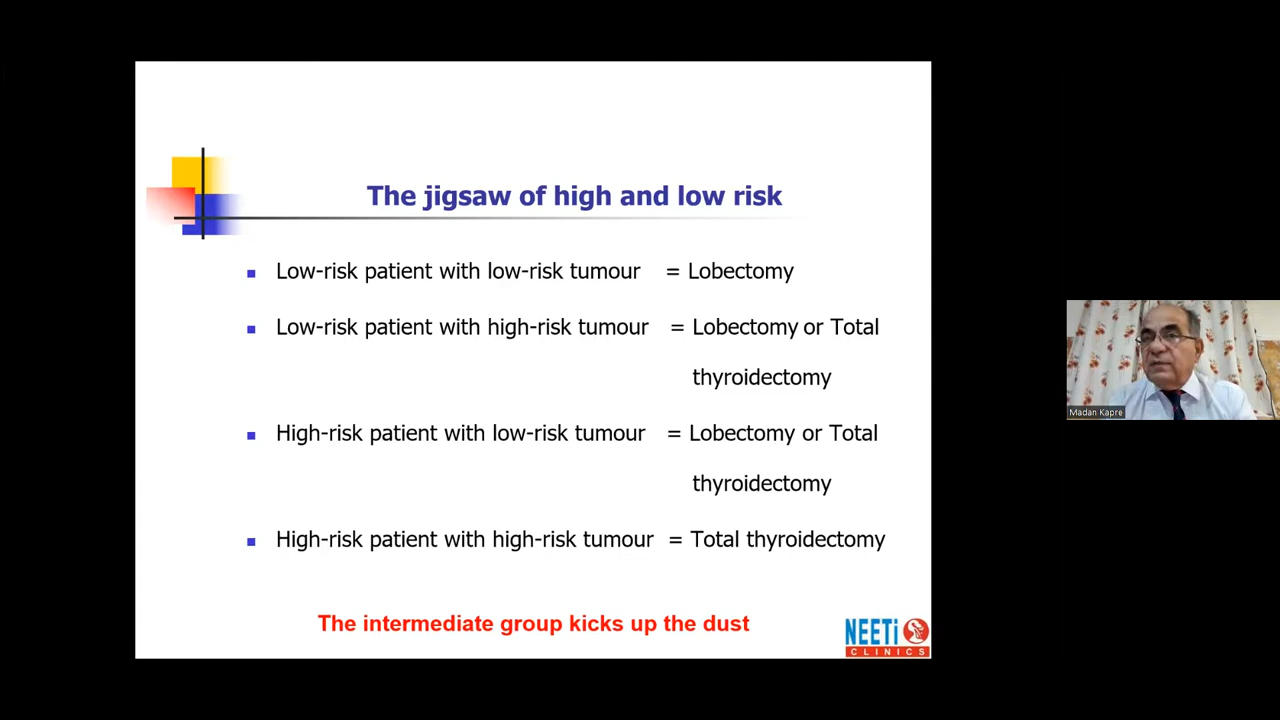 The jigsaw of high and low risk
Low-risk patient with low-risk tumour = Lobectomy
Low-risk patient with high-risk tumour = Lobectomy or Total
thyroidectomy
High-risk patient with low-risk tumour = Lobectomy or Total
thyroidectomy
High-risk patient with high-risk tumour = Total thyroidectomy
The intermediate group kicks up the dust
NEETi
CLINICS
Madan Kapre